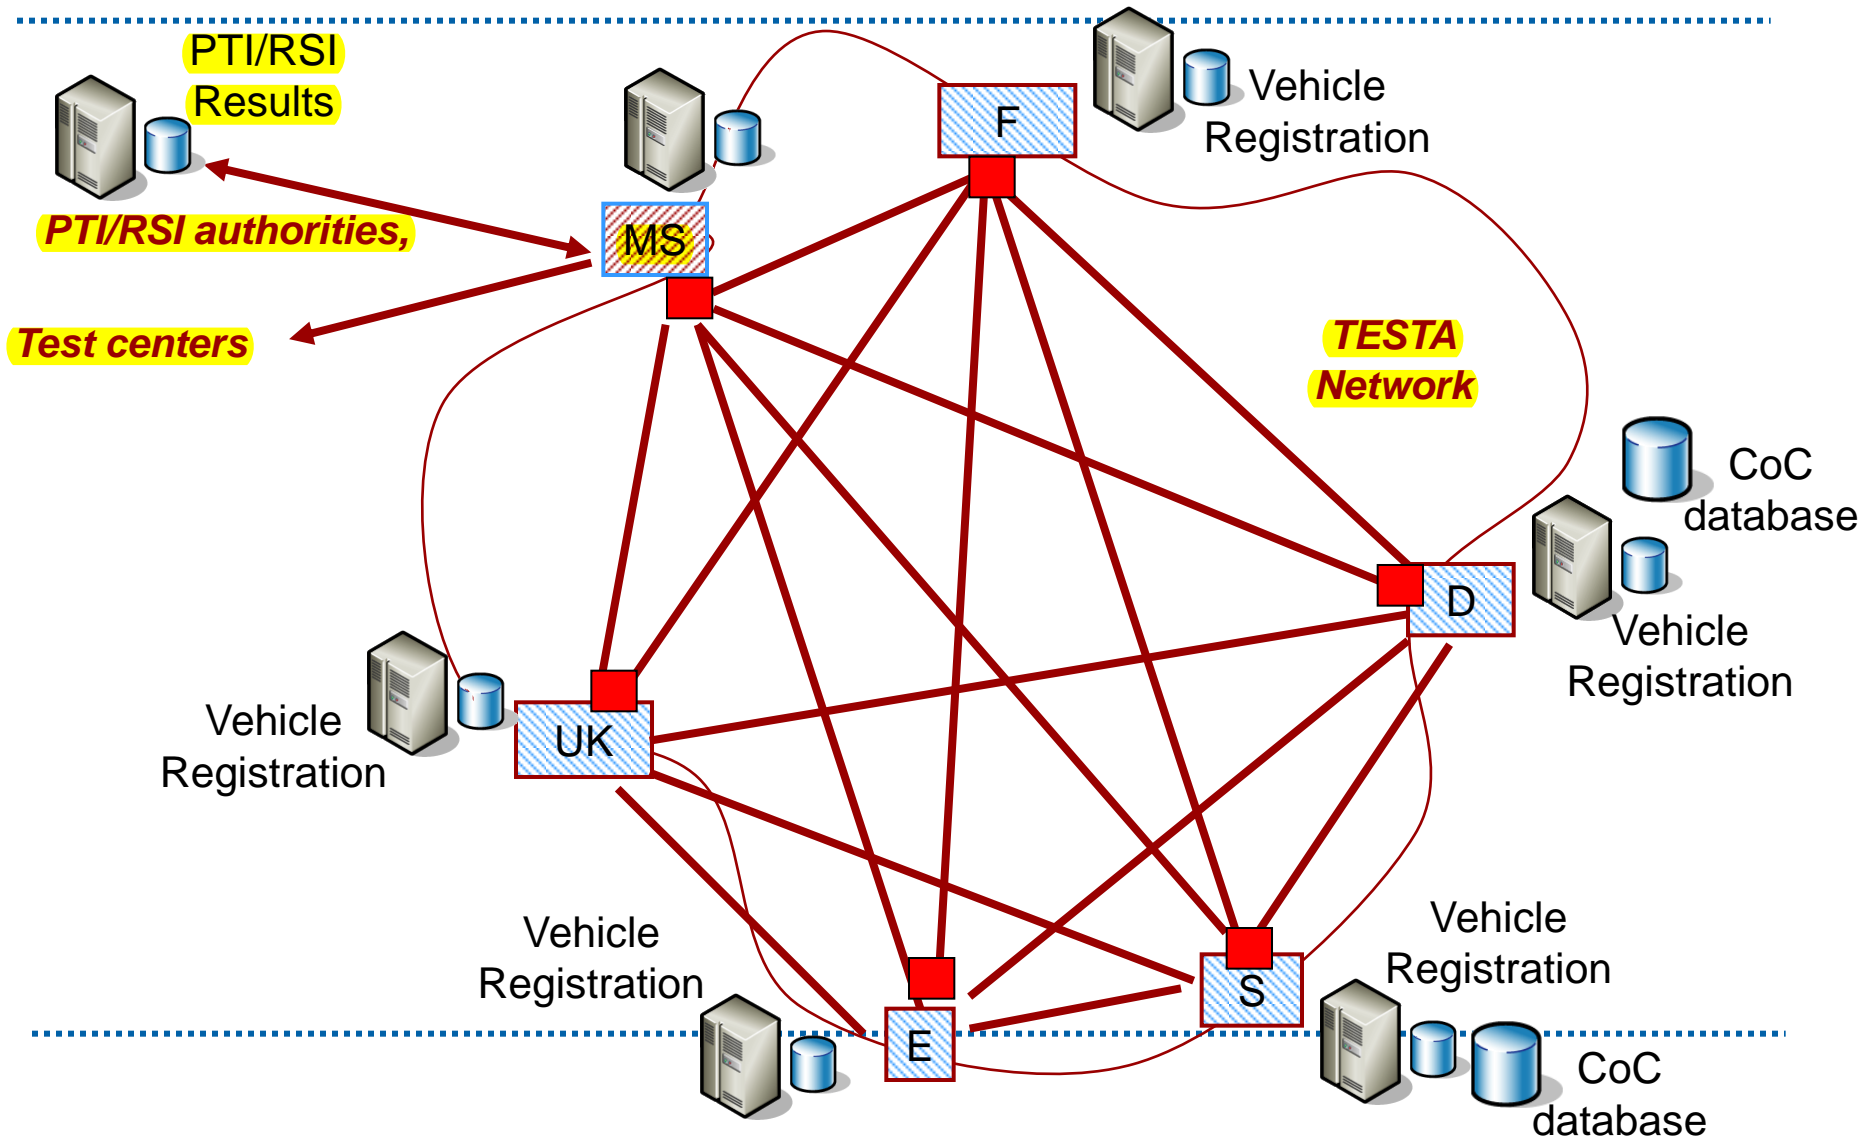 PTI/RSI
Results
Vehicle
Registration
F
MS
PTI/RSI authorities,
Test centers
TESTA
Network
CoC
database
D
Vehicle
Registration
UK
Vehicle
Registration
Vehicle
Registration
S
Vehicle
Registration
E
CoC
database